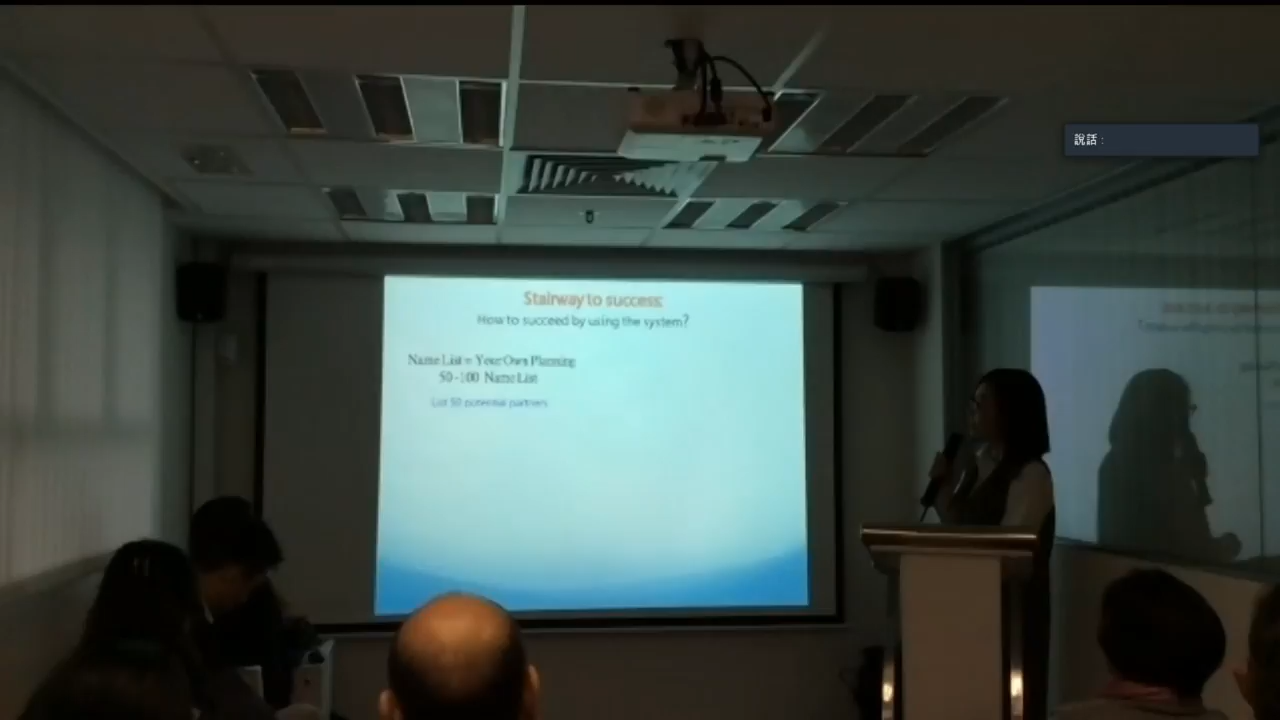 Stairway to success:
How to succeed by using the system?
Name List = Your Own Planning
50 -100 Name List
List 50 potential partners
說話 :